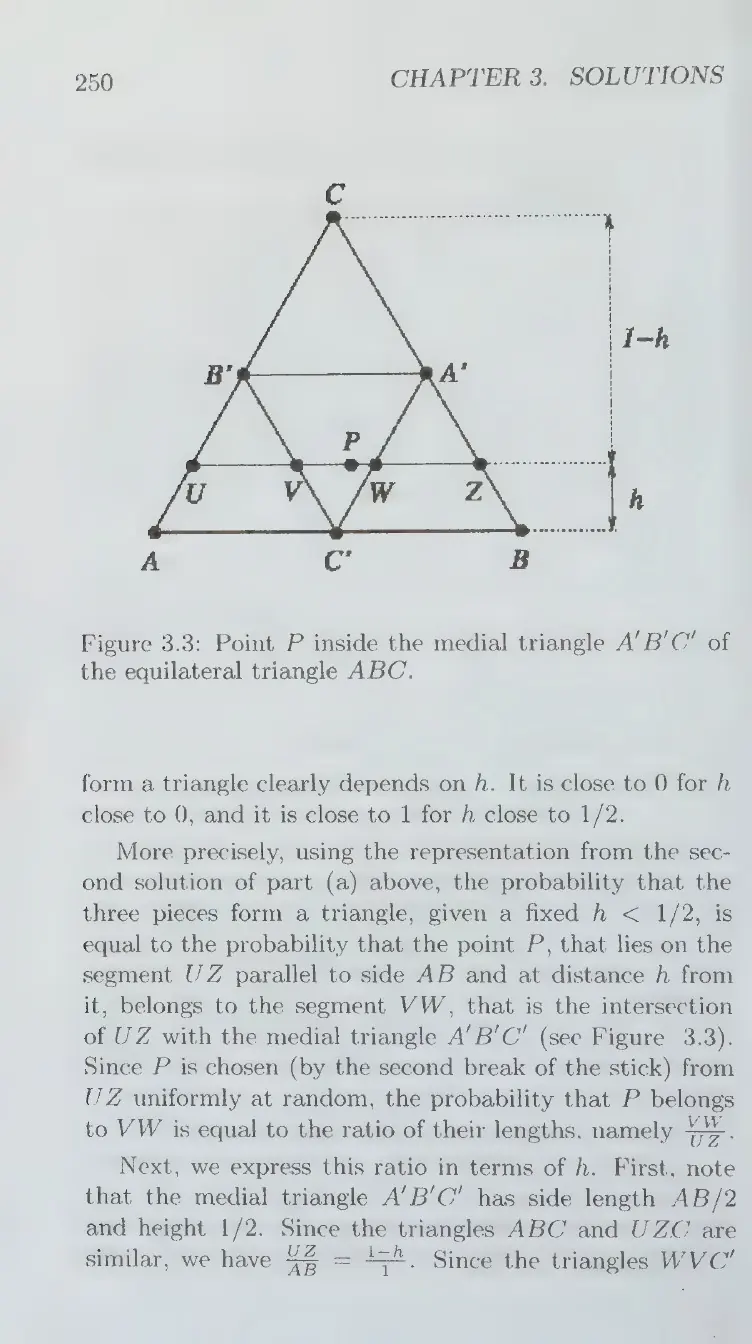 250
CHAPTER 3. SOLUTIONS
C
1-h
B'
A'
P
U
V
W
Z
h
A
C'
B
Figure 3.3: Point P inside the medial triangle A'B'C' of
the equilateral triangle ABC.
form a triangle clearly depends on h. It is close to 0 for h
close to 0, and it is close to 1 for h close to 1/2.
More precisely, using the representation from the sec-
ond solution of part (a) above, the probability that the
three pieces form a triangle, given a fixed h < 1/2, is
equal to the probability that the point P, that lies on the
segment UZ parallel to side AB and at distance h from
it, belongs to the segment VW, that is the intersection
of UZ with the medial triangle A'B'C' (see Figure 3.3).
Since P is chosen (by the second break of the stick) from
UZ uniformly at random, the probability that P belongs
to VW is equal to the ratio of their lengths, namely VW/UZ.
Next, we express this ratio in terms of h. First, note
that the medial triangle A'B'C' has side length AB/2
and height 1/2. Since the triangles ABC and UZC are
similar, we have UZ/AB = 1-h/1. Since the triangles WVC'